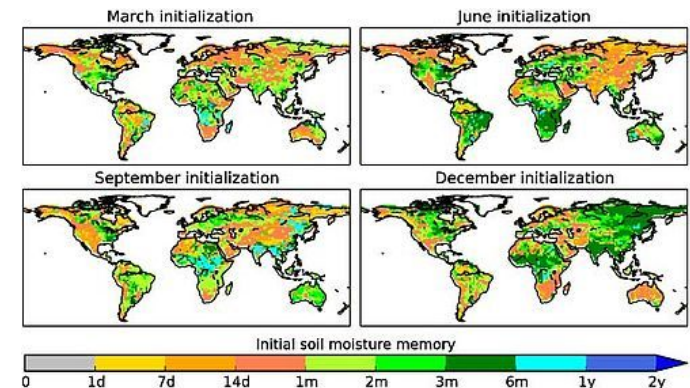 March initialization
June initialization
September initialization
December initialization
Initial soil moisture memory
0 1d 7d 14d 1m 2m 3m 6m 1y 2y